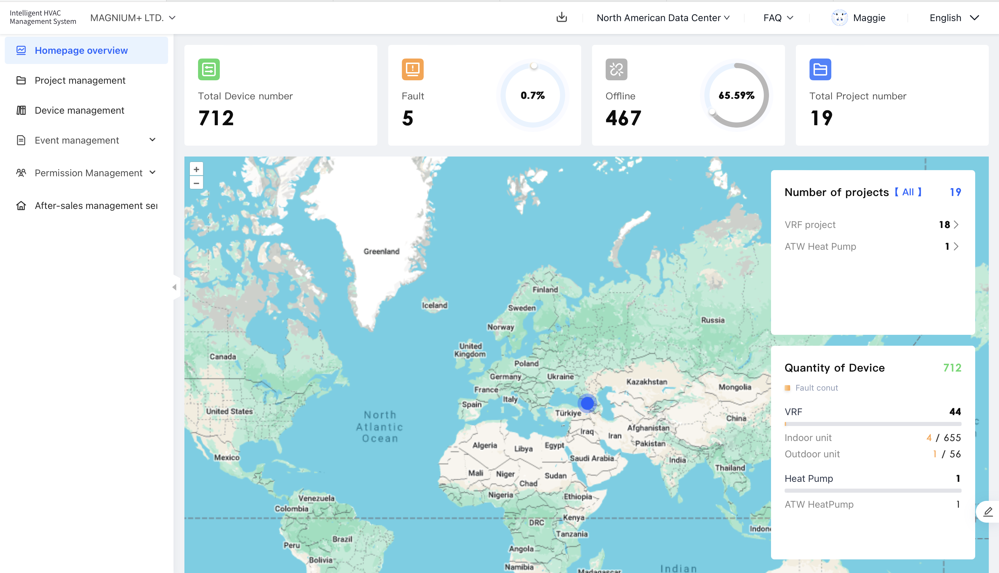 Intelligent HVAC
Management System
MAGNIUM+ LTD.
North American Data Center
FAQ
Maggie
English
Homepage overview
Project management
Device management
Event management
Permission Management
After-sales management ser
Total Device number
712
Fault
5
0.7%
Offline
467
65.59%
Total Project number
19
+
−
Number of projects 【 All 】 19
VRF project 18
ATW Heat Pump 1
Quantity of Device 712
Fault conut
VRF 44
Indoor unit 4 / 655
Outdoor unit 1 / 56
Heat Pump 1
ATW HeatPump 1
Greenland
Iceland
Finland
Sweden
Norway
Russia
United
Kingdom
Canada
Poland
Germany
Ukraine
Kazakhstan
Mongolia
France
Italy
Spain
United States
Türkiye
North
Atlantic
Ocean
China
Afghanistan
Iraq
Iran
Pakistan
Algeria
Libya
Egypt
Saudi Arabia
India
Mexico
Thailand
Mali
Niger
Sudan
Chad
Nigeria
Ethiopia
Venezuela
Colombia
Kenya
DRC
Indone
Tanzania
Brazil
Peru
Angola
Bolivia
Namibia
Madagascar
Indian